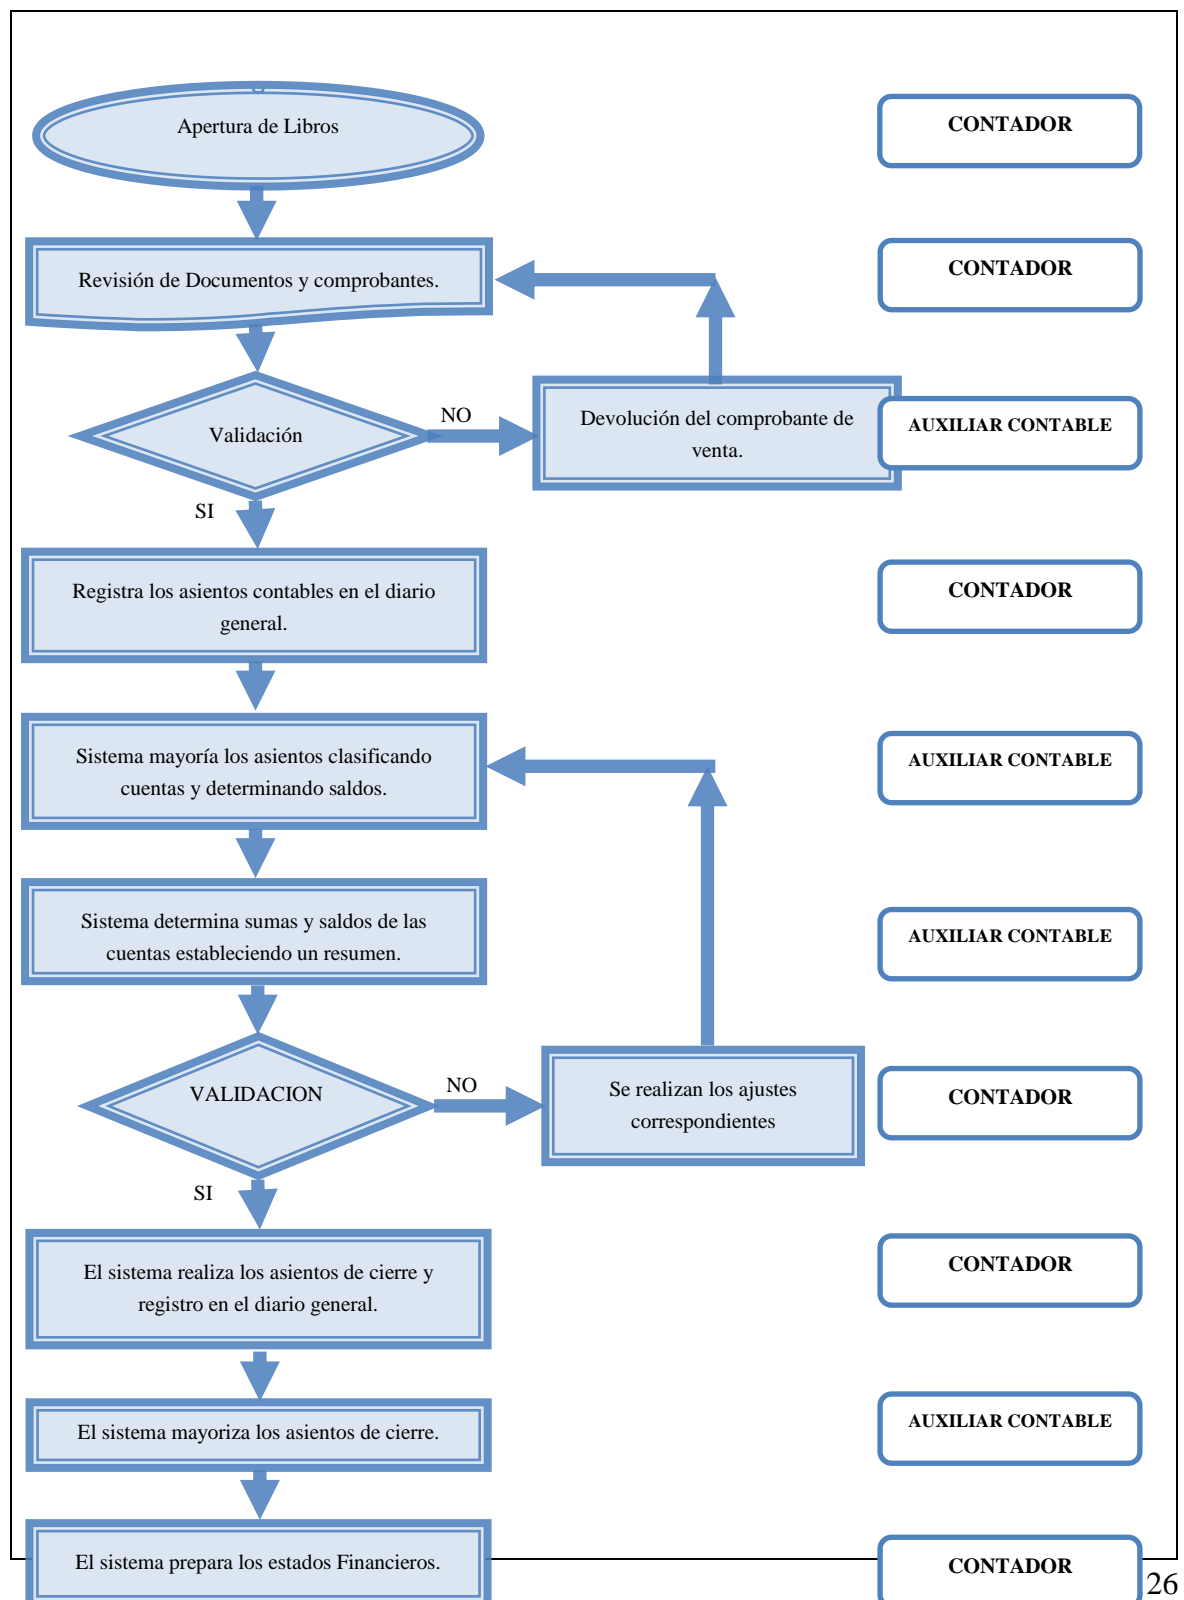 Apertura de Libros
CONTADOR
Revisión de Documentos y comprobantes.
CONTADOR
Validación
NO
Devolución del comprobante de
venta.
AUXILIAR CONTABLE
SI
Registra los asientos contables en el diario
general.
CONTADOR
Sistema mayoría los asientos clasificando
cuentas y determinando saldos.
AUXILIAR CONTABLE
Sistema determina sumas y saldos de las
cuentas estableciendo un resumen.
AUXILIAR CONTABLE
VALIDACION
NO
Se realizan los ajustes
correspondientes
CONTADOR
SI
El sistema realiza los asientos de cierre y
registro en el diario general.
CONTADOR
El sistema mayoriza los asientos de cierre.
AUXILIAR CONTABLE
El sistema prepara los estados Financieros.
CONTADOR
26